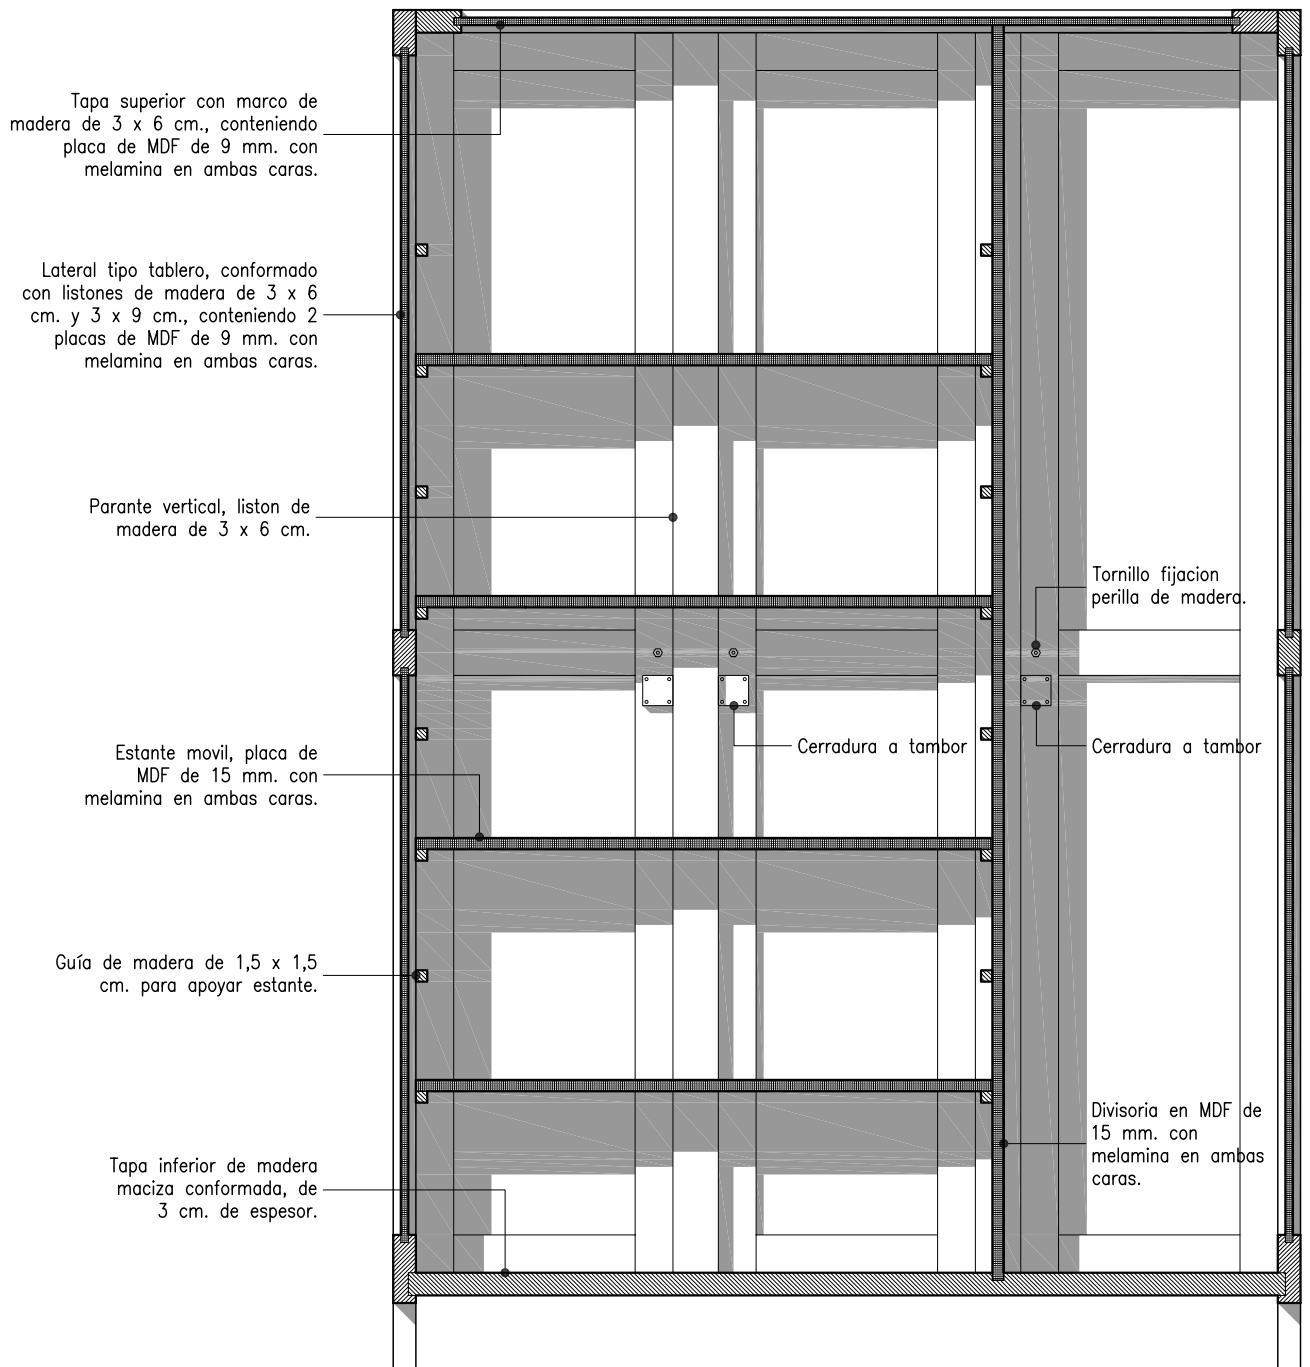 Tapa superior con marco de
madera de 3 x 6 cm., conteniendo
placa de MDF de 9 mm. con
melamina en ambas caras.
Lateral tipo tablero, conformado
con listones de madera de 3 x 6
cm. y 3 x 9 cm., conteniendo 2
placas de MDF de 9 mm. con
melamina en ambas caras.
Parante vertical, liston de
madera de 3 x 6 cm.
Tornillo fijacion
perilla de madera.
Estante movil, placa de
MDF de 15 mm. con
melamina en ambas caras.
Cerradura a tambor
Cerradura a tambor
Guía de madera de 1,5 x 1,5
cm. para apoyar estante.
Divisoria en MDF de
15 mm. con
melamina en ambas
caras.
Tapa inferior de madera
maciza conformada, de
3 cm. de espesor.